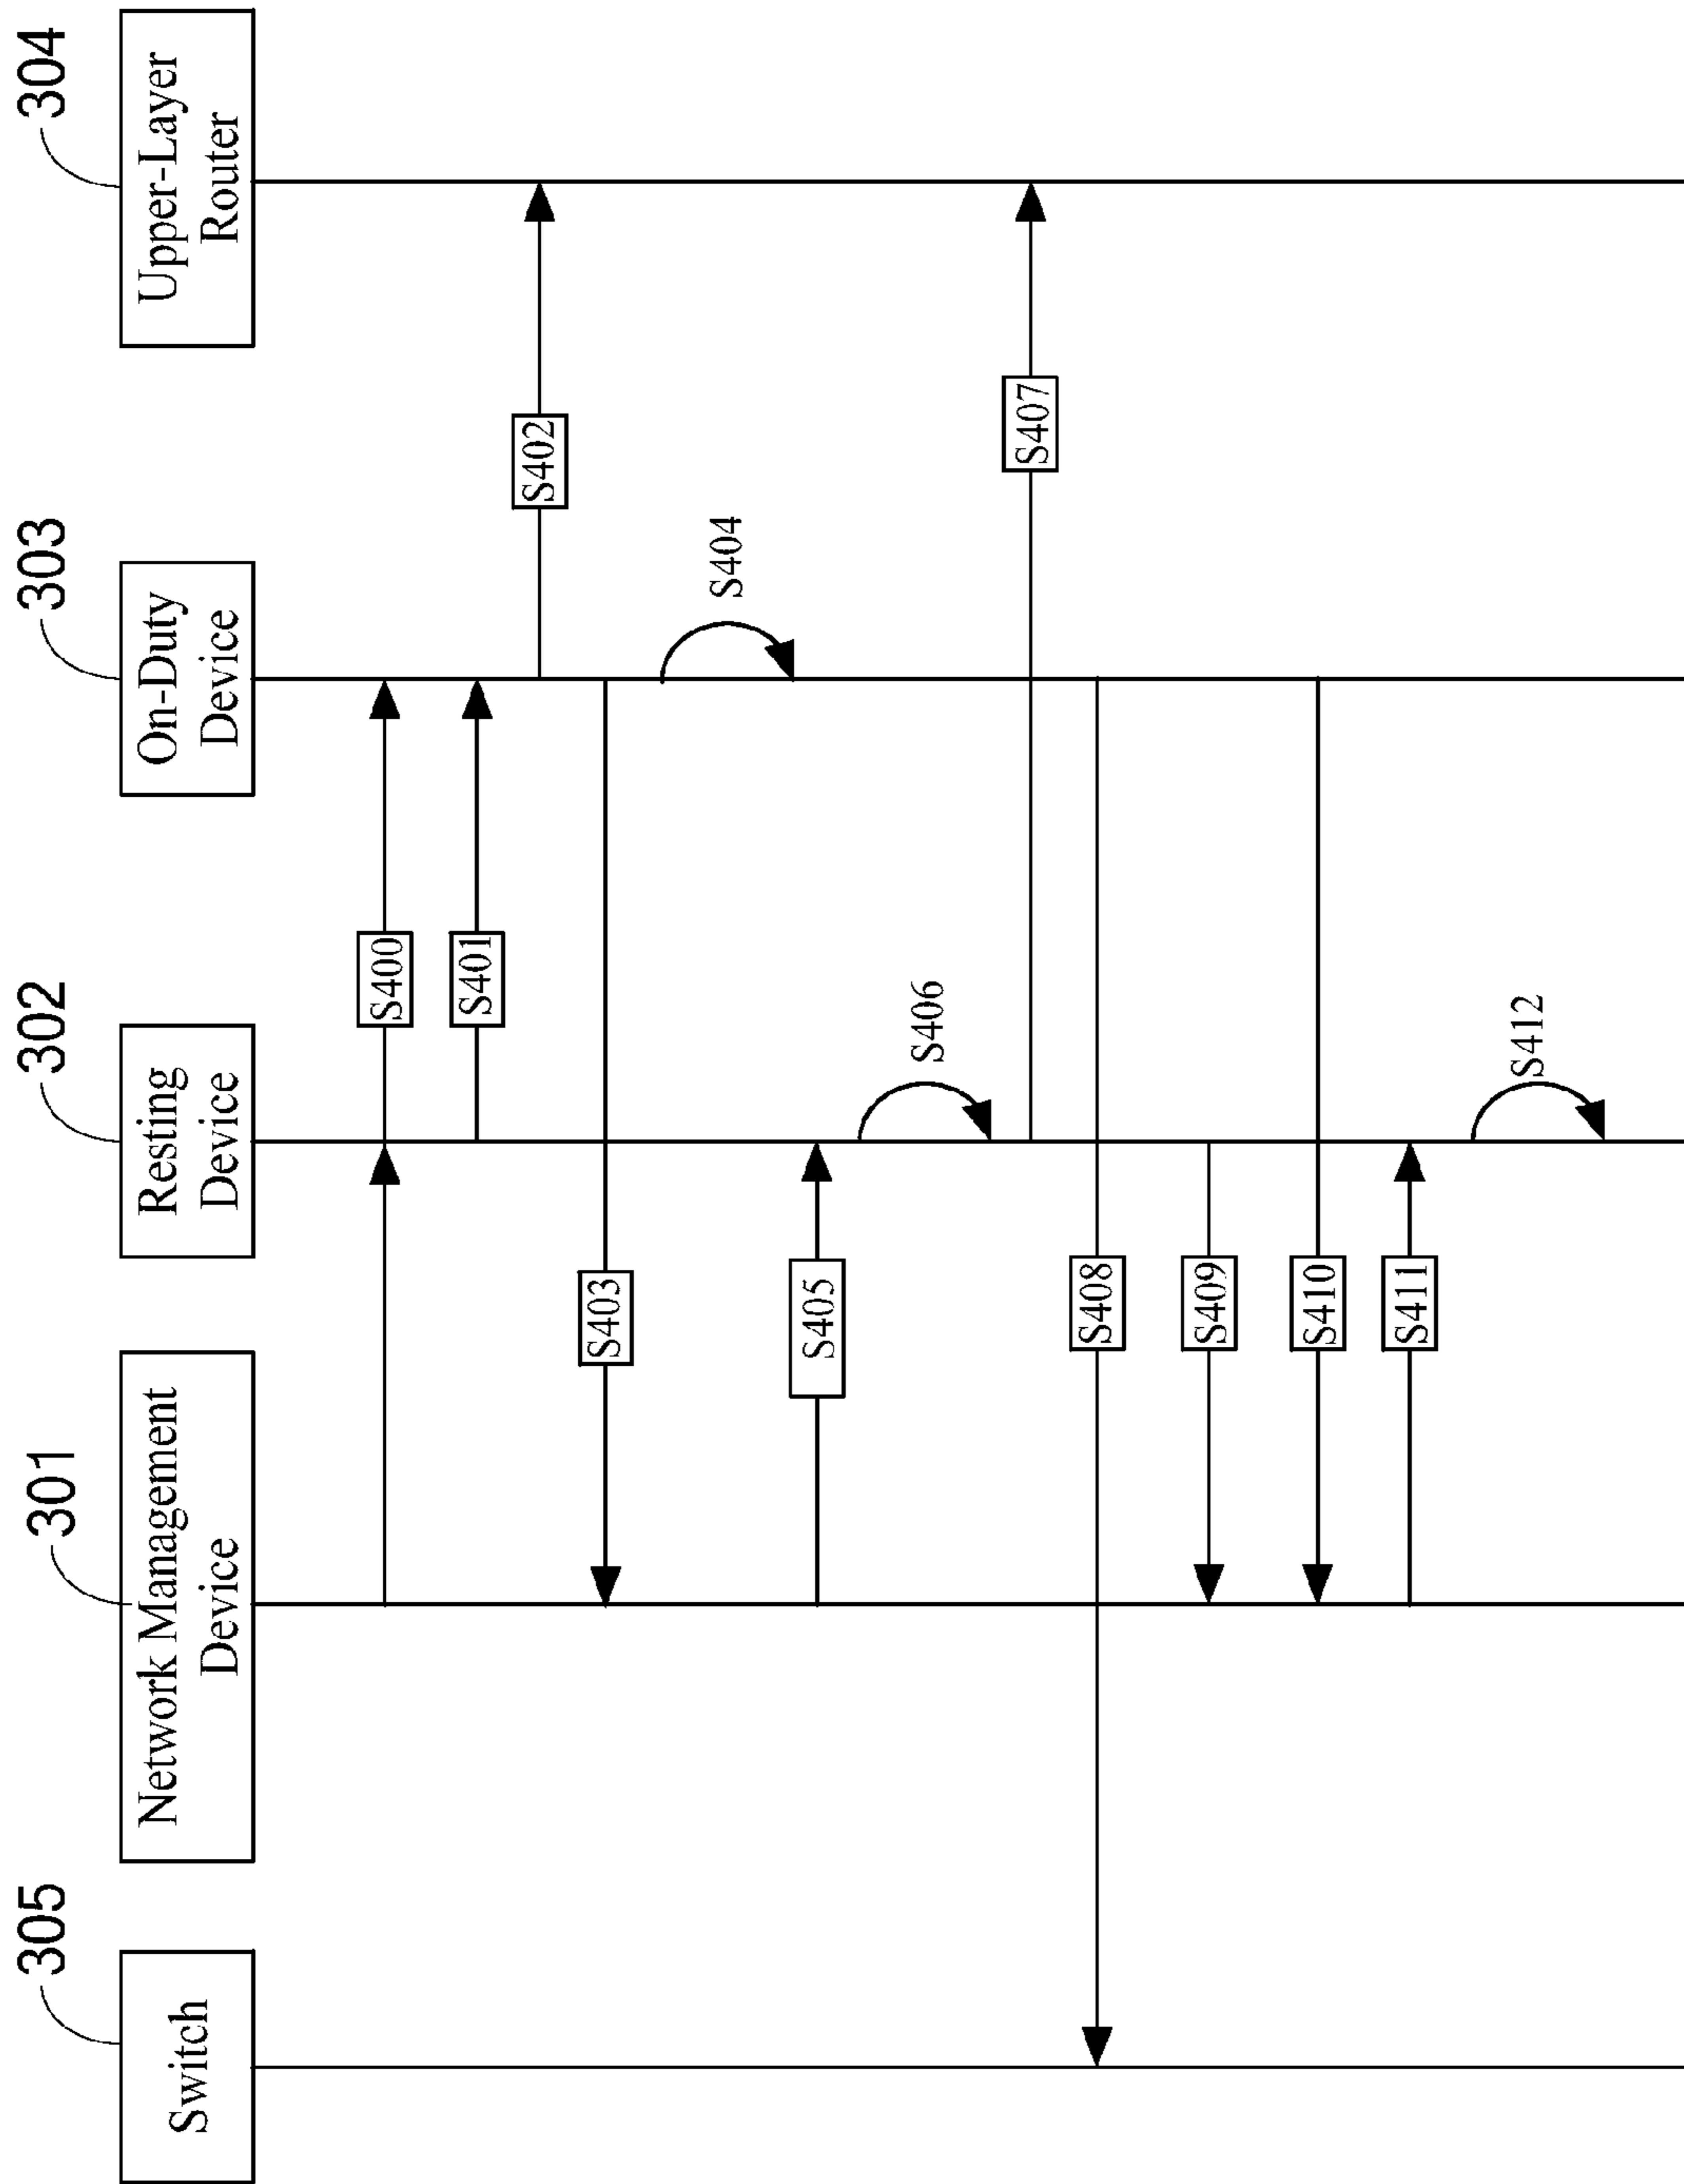 305
301
302
303
304
Switch
Network Management
Device
Resting
Device
On-Duty
Device
Upper-Layer
Router
S400
S401
S402
S403
S404
S405
S406
S407
S408
S409
S410
S411
S412